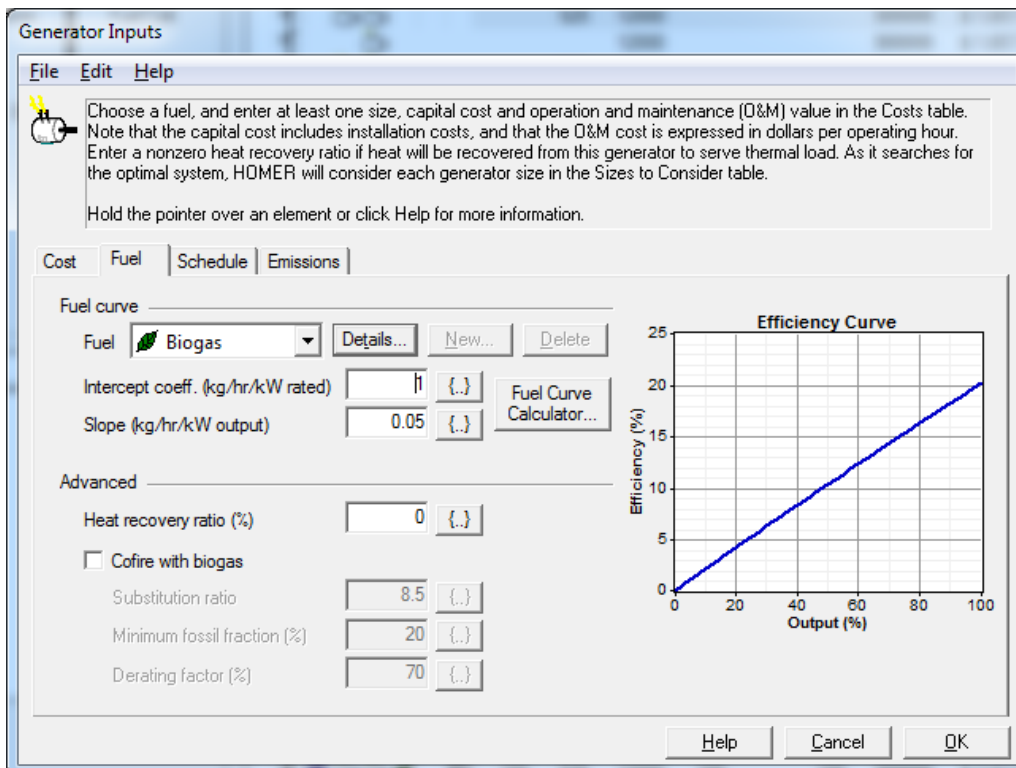 Generator Inputs
File Edit Help
Choose a fuel, and enter at least one size, capital cost and operation and maintenance (O&M) value in the Costs table.
Note that the capital cost includes installation costs, and that the O&M cost is expressed in dollars per operating hour.
Enter a nonzero heat recovery ratio if heat will be recovered from this generator to serve thermal load. As it searches for
the optimal system, HOMER will consider each generator size in the Sizes to Consider table.
Hold the pointer over an element or click Help for more information.
Cost Fuel Schedule Emissions
Fuel curve
Fuel Biogas Details... New... Delete
Intercept coeff. (kg/hr/kW rated) 1 {..}
Slope (kg/hr/kW output) 0.05 {..}
Fuel Curve
Calculator...
Advanced
Heat recovery ratio (%) 0 {..}
Cofire with biogas
Substitution ratio 8.5 {..}
Minimum fossil fraction (%) 20 {..}
Derating factor (%) 70 {..}
Efficiency Curve
Efficiency (%)
25
20
15
10
5
0
0 20 40 60 80 100
Output (%)
Help Cancel OK